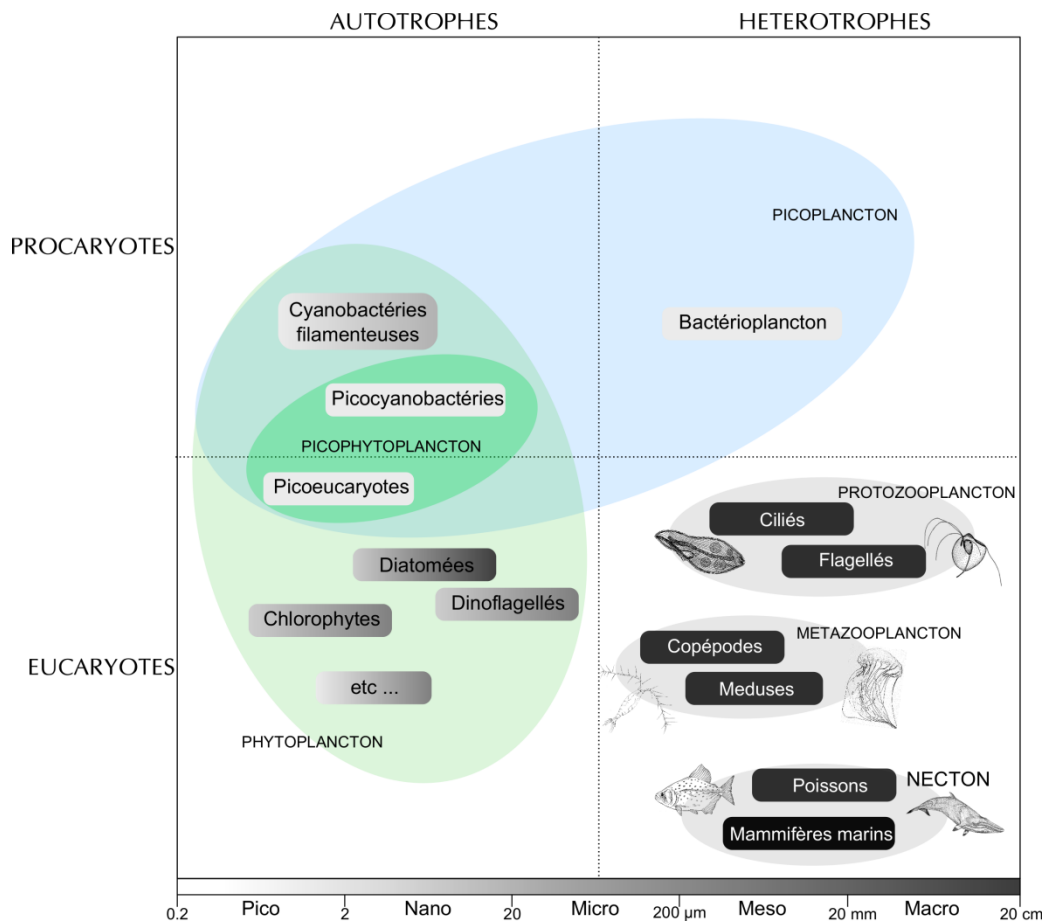 AUTOTROPHES
HETEROTROPHES
PROCARYOTES
PICOPLANCTON
Cyanobactéries
filamenteuses
Bactérioplancton
Picocyanobactéries
PICOPHYTOPLANCTON
Picoeucaryotes
PROTOZOOPLANCTON
Ciliés
Flagellés
Diatomées
Dinoflagellés
Chlorophytes
EUCARYOTES
METAZOOPLANCTON
Copépodes
Meduses
etc ...
PHYTOPLANCTON
NECTON
Poissons
Mammifères marins
0.2 Pico 2 Nano 20 Micro 200 µm Meso 20 mm Macro 20 cm